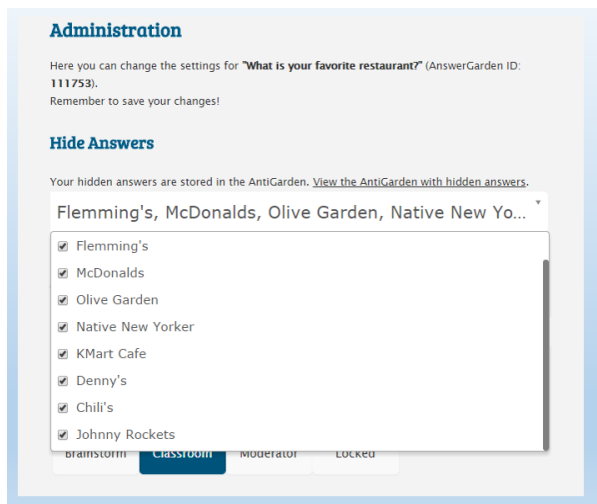 Administration
Here you can change the settings for "What is your favorite restaurant?" (AnswerGarden ID:
111753).
Remember to save your changes!
Hide Answers
Your hidden answers are stored in the AntiGarden. View the AntiGarden with hidden answers.
Flemming's, McDonalds, Olive Garden, Native New Yo...
Flemming's
McDonalds
Olive Garden
Native New Yorker
KMart Cafe
Denny's
Chili's
Johnny Rockets
Brainstorm Classroom Moderator Locked